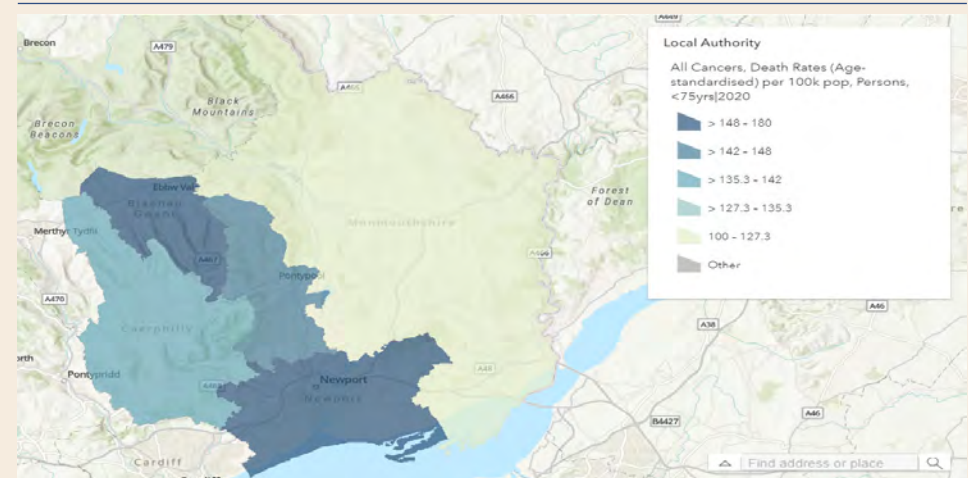 A449
Brecon
A479
A465
A466
Black
Mountains
Brecon
Beacons
Ebbw Val
Blaenau
Gwent
Forest
of Dean
Merthyr Tydfil
Monmouthshire
A467
A466
Pontypool
A470
Caerphilly
A48
Pontypridd
Newport
Newport
A46
A38
B4427
A46
Cardiff
Local Authority
All Cancers, Death Rates (Age-
standardised) per 100k pop, Persons,
<75yrs|2020
> 148 - 180
> 142 - 148
> 135.3 - 142
> 127.3 - 135.3
100 - 127.3
Other
Find address or place